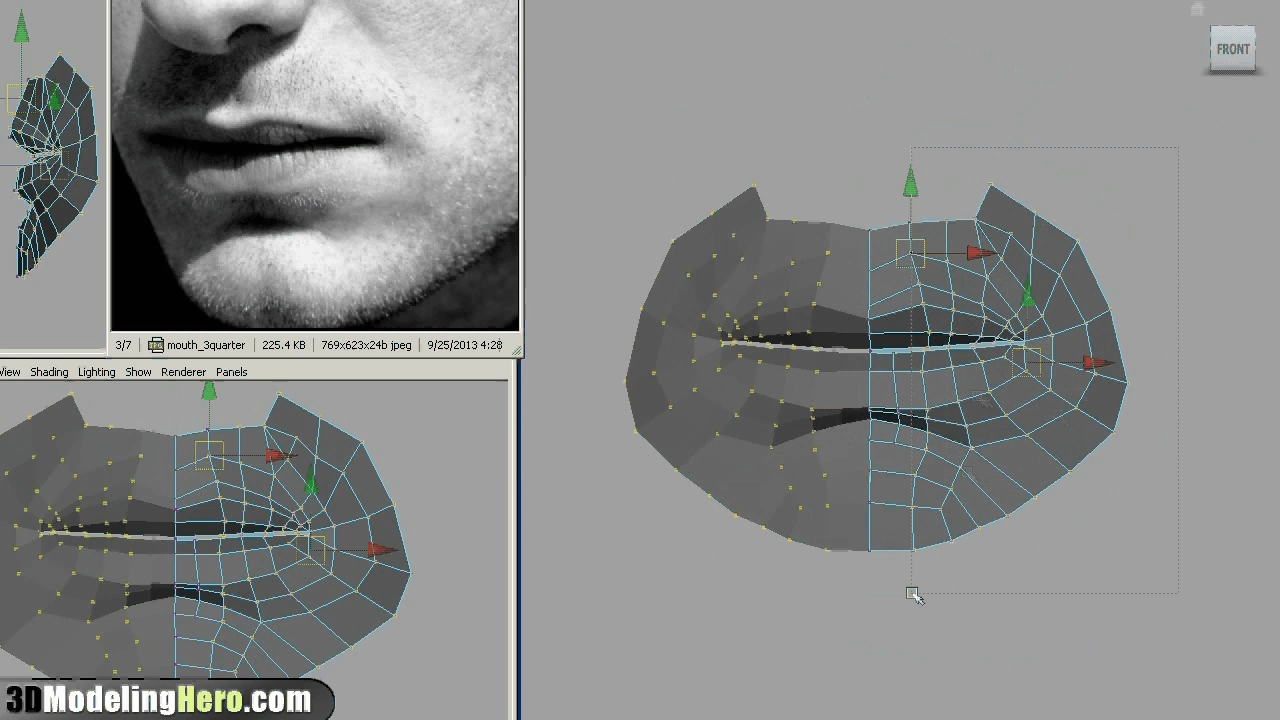 FRONT
3/7 mouth_3quarter 225.4 KB 769x623x24b jpeg 9/25/2013 4:28
View Shading Lighting Show Renderer Panels
3DModelingHero.com